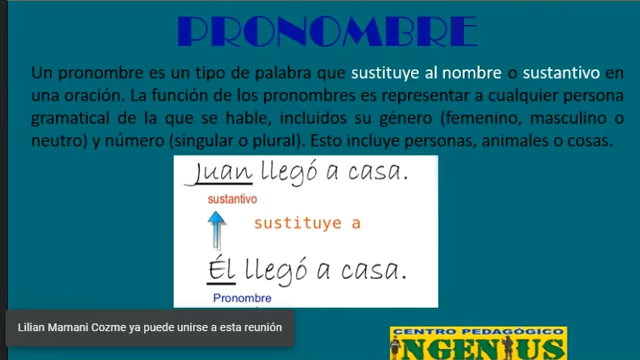 PRONOMBRE
Un pronombre es un tipo de palabra que sustituye al nombre o sustantivo en
una oración. La función de los pronombres es representar a cualquier persona
gramatical de la que se hable, incluidos su género (femenino, masculino o
neutro) y número (singular o plural). Esto incluye personas, animales o cosas.
Juan llegó a casa.
sustantivo
sustituye a
Él llegó a casa.
Pronombre
Lilian Mamani Cozme ya puede unirse a esta reunión
CENTRO PEDAGÓGICO
INGENIUS